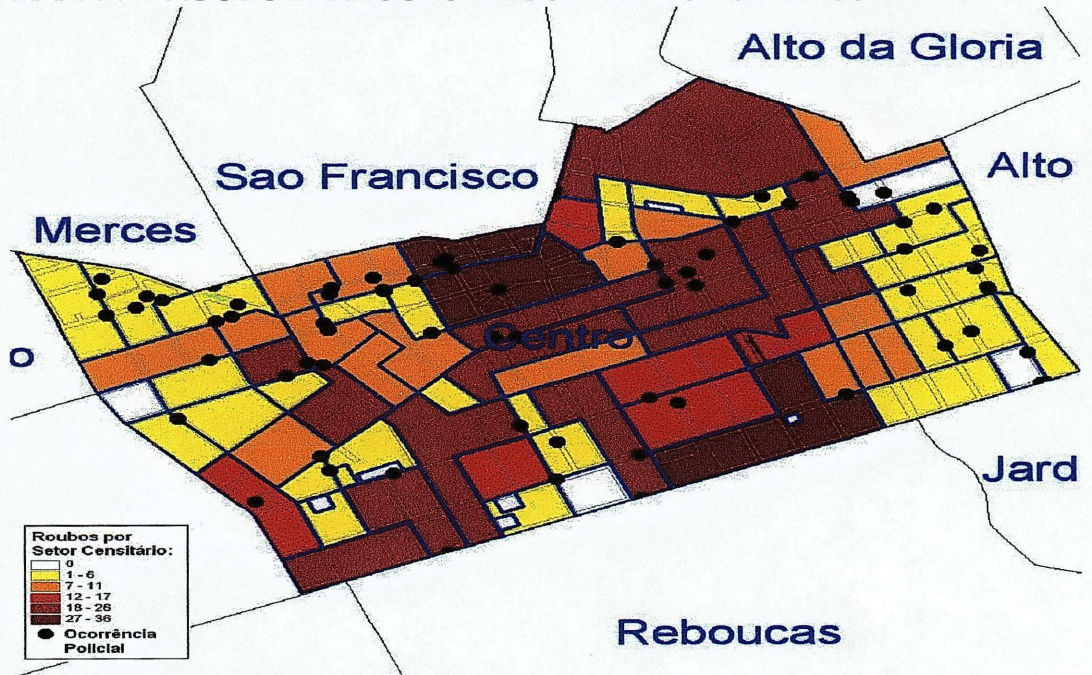 Alto da Gloria
Sao Francisco
Alto
Merces
Centro
o
Jard
Roubos por
Setor Censitário:
0
1 - 6
7 - 11
12 - 17
18 - 26
27 - 36
Ocorrência
Policial
Reboucas